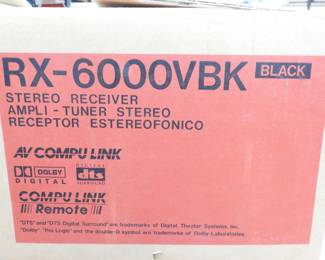 RX-6000VBK BLACK
STEREO RECEIVER
AMPLI - TUNER STEREO
RECEPTOR ESTEREOFONICO
AV COMPU LINK
DOLBY
DIGITAL
DIGITAL
dts
SURROUND
COMPU LINK
Remote
"DTS" and "DTS Digital Surround" are trademarks of Digital Theater Systems, Inc.
"Dolby", "Pro Logic" and the double-D symbol are trademarks of Dolby Laboratories.